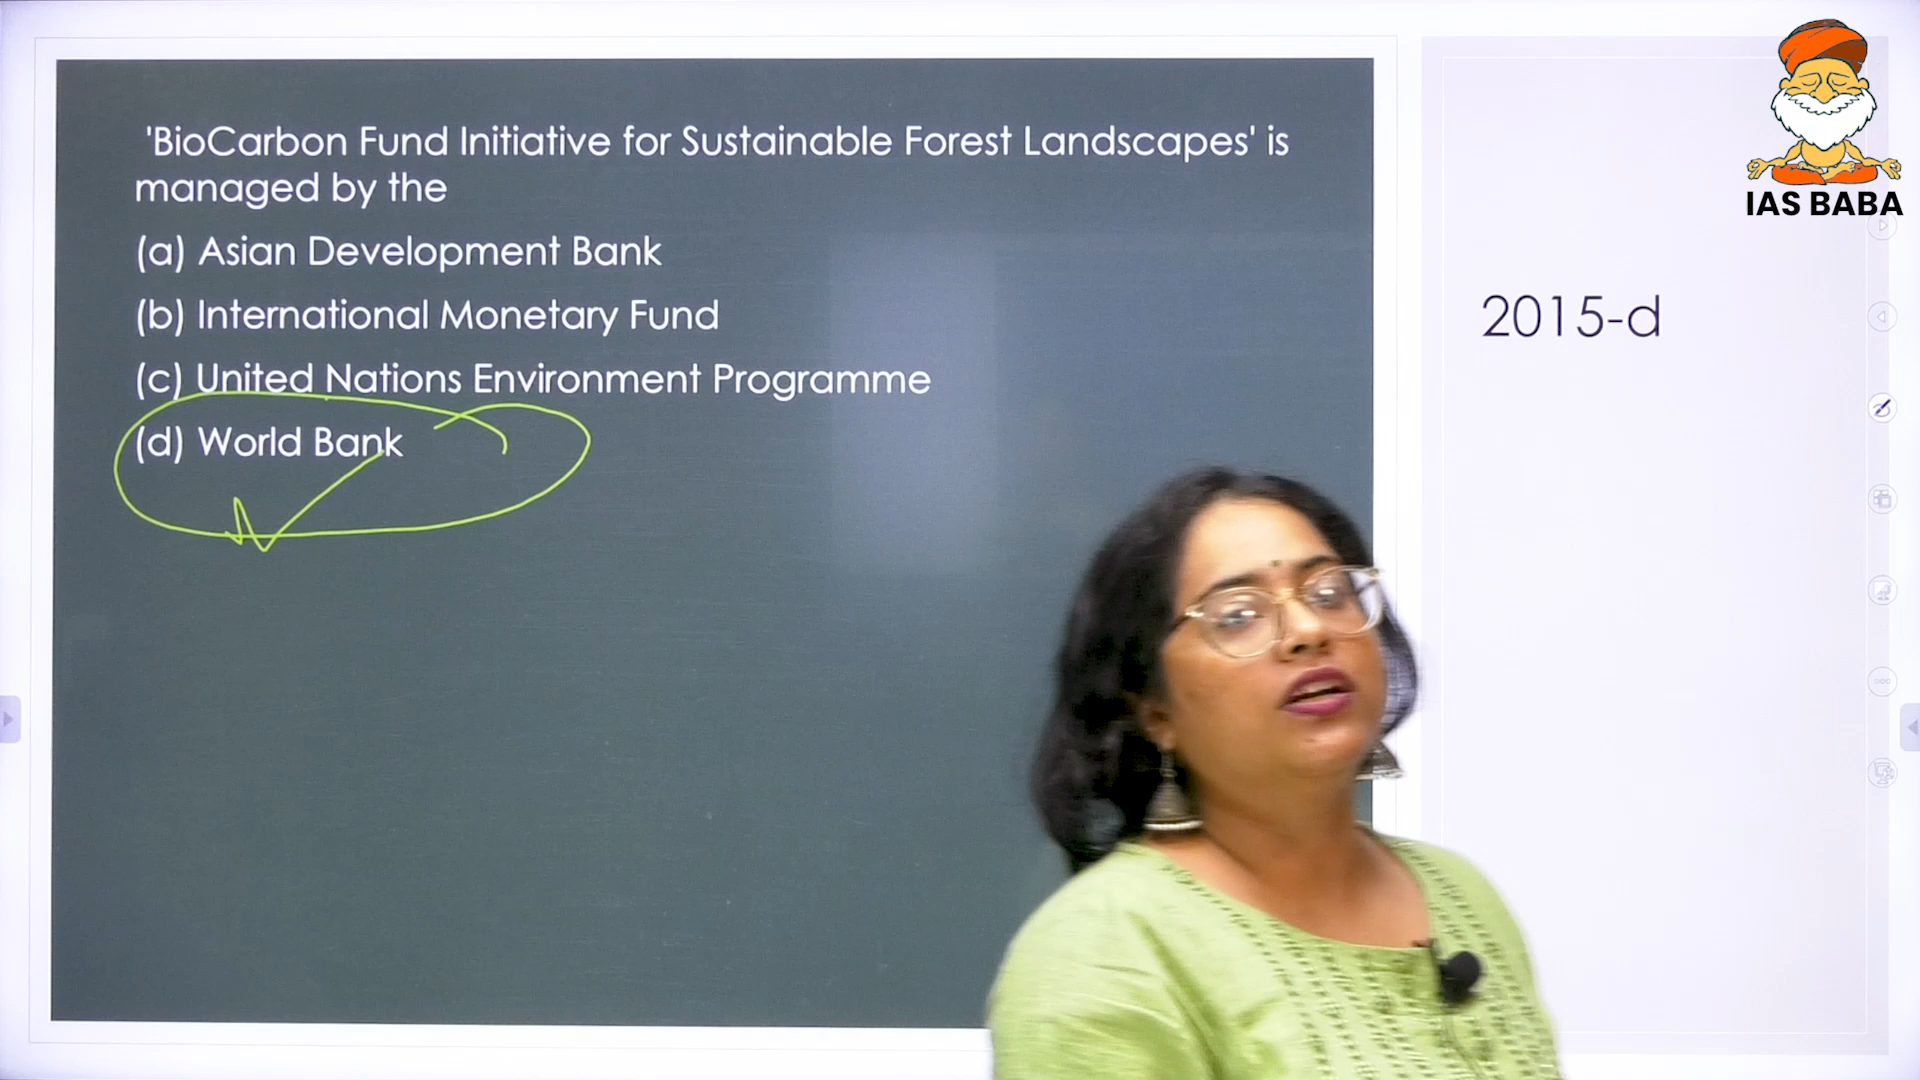 'BioCarbon Fund Initiative for Sustainable Forest Landscapes' is
managed by the
(a) Asian Development Bank
(b) International Monetary Fund
(c) United Nations Environment Programme
(d) World Bank
2015-d
IAS BABA